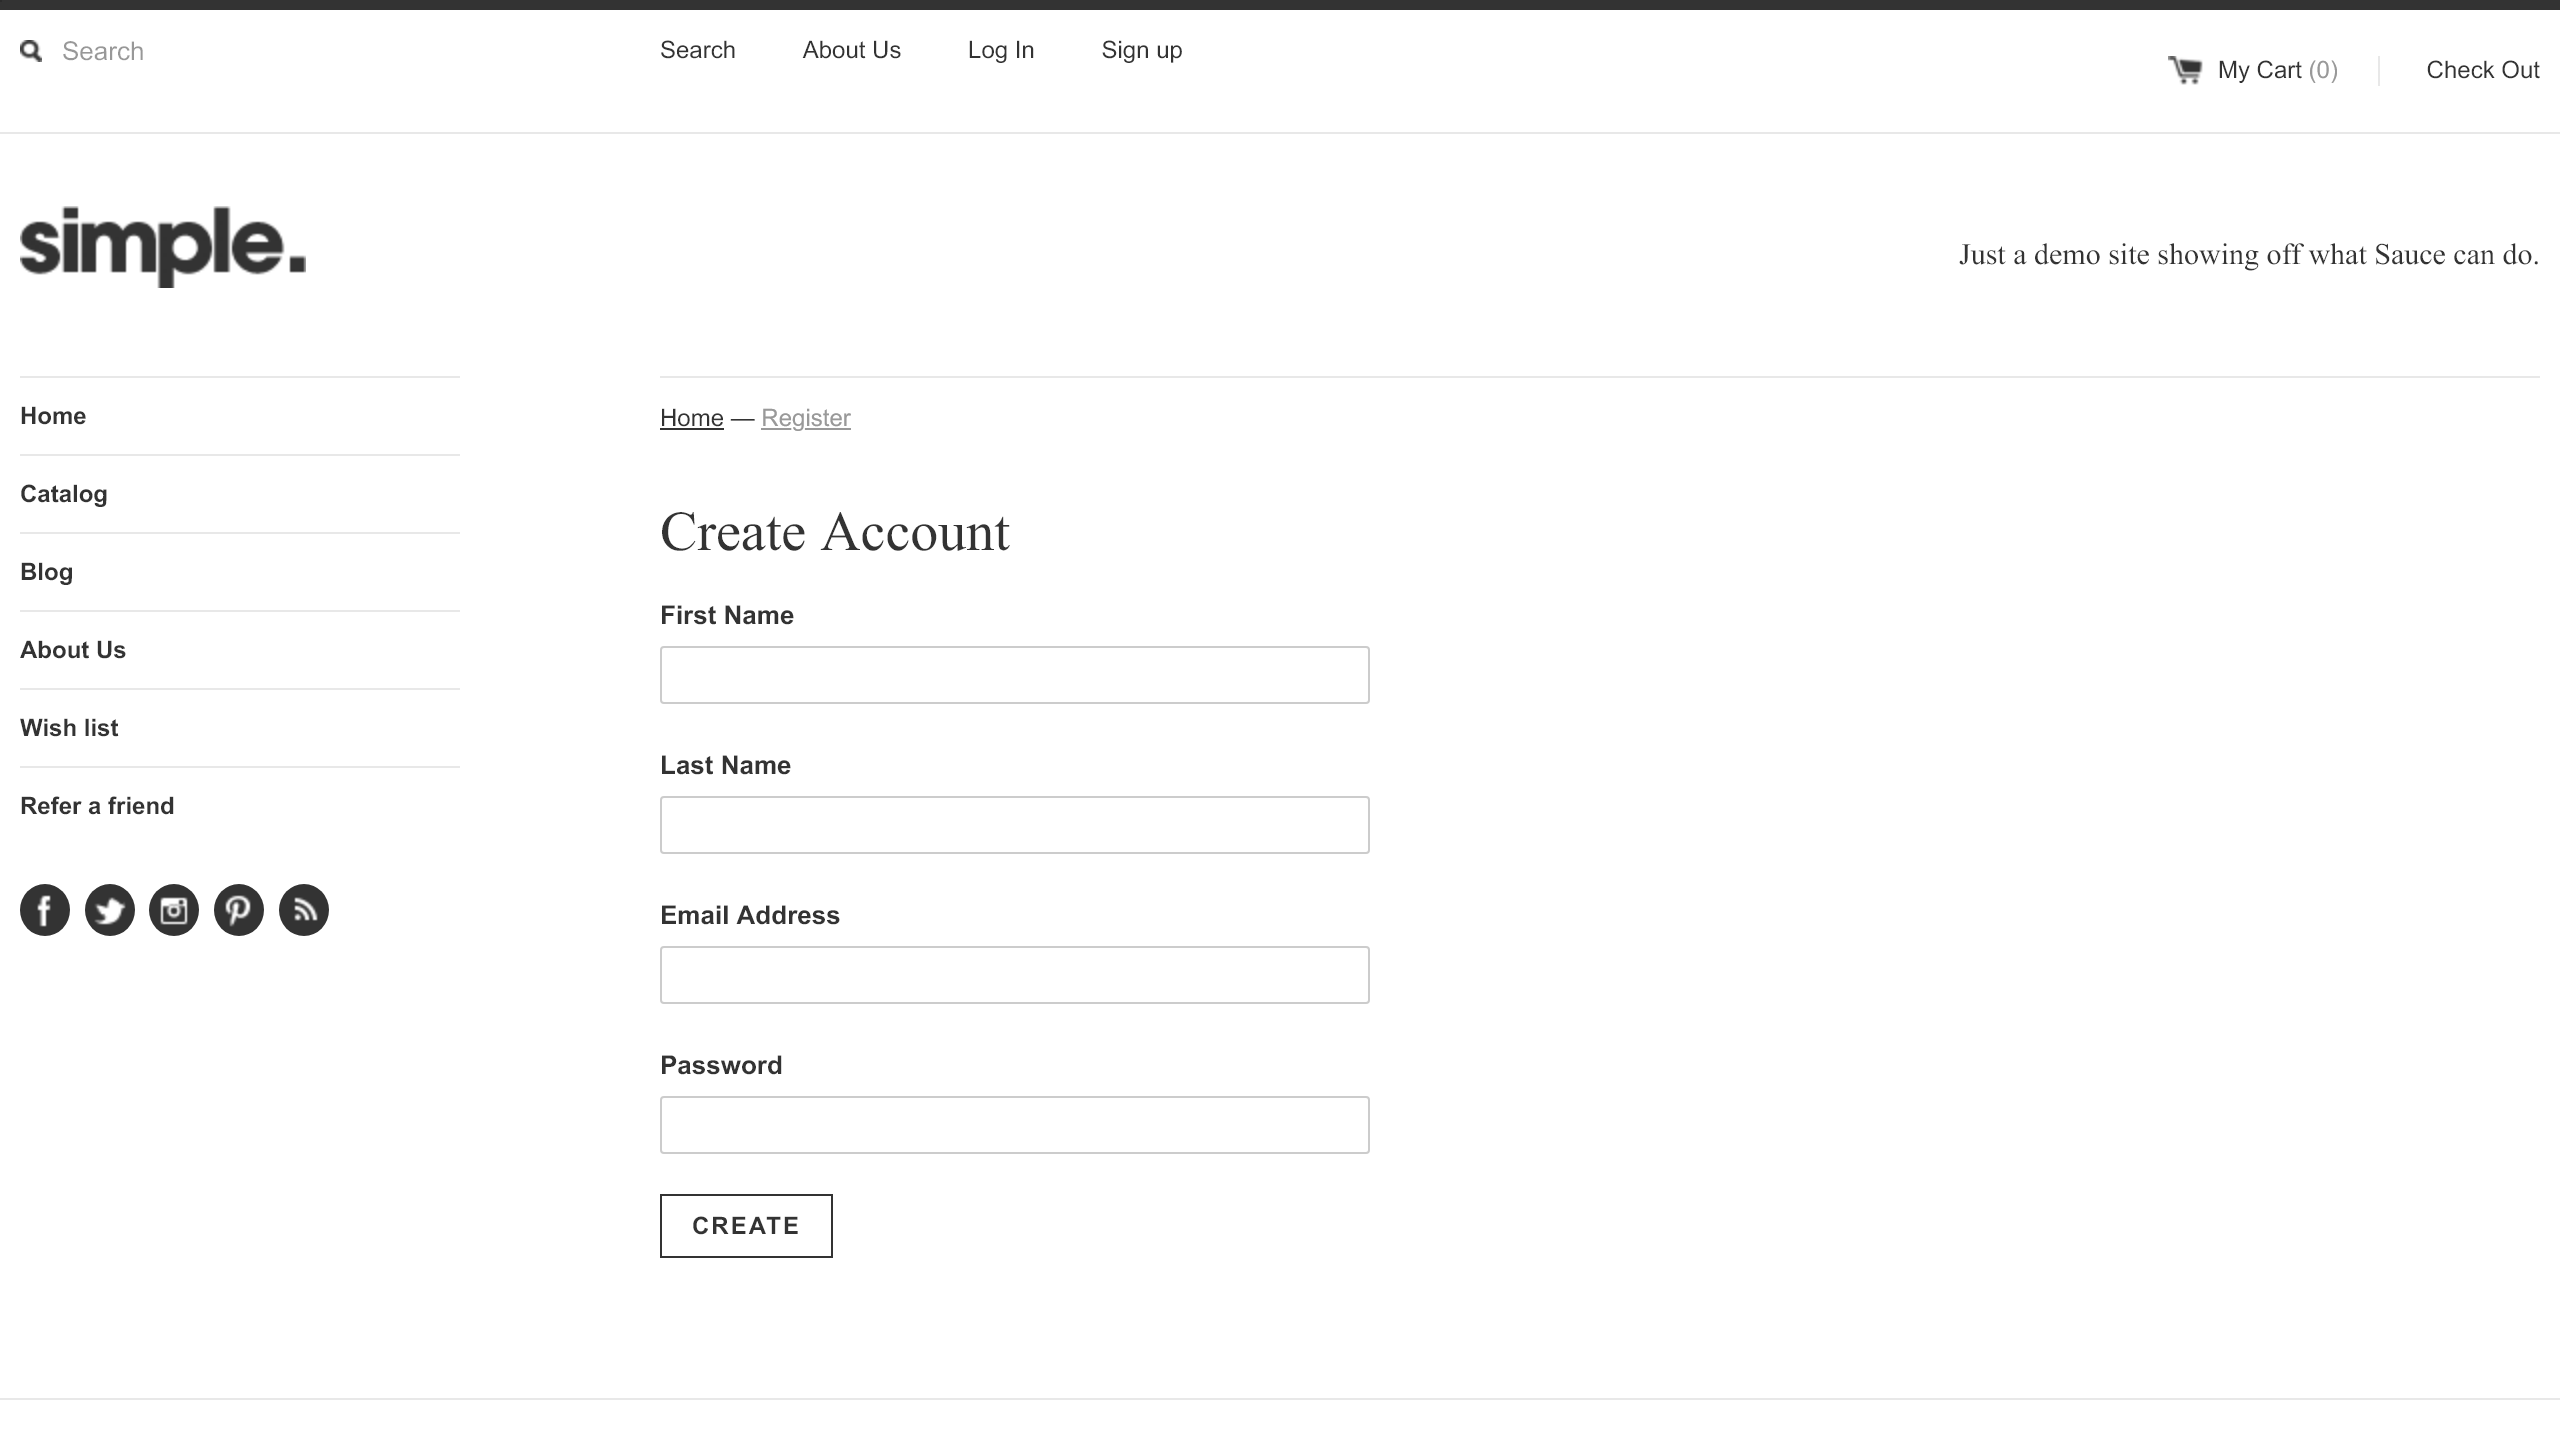 Search
Search About Us Log In Sign up
My Cart (0) Check Out
simple.
Just a demo site showing off what Sauce can do.
Home
Catalog
Blog
About Us
Wish list
Refer a friend
Home — Register
Create Account
First Name
Last Name
Email Address
Password
CREATE